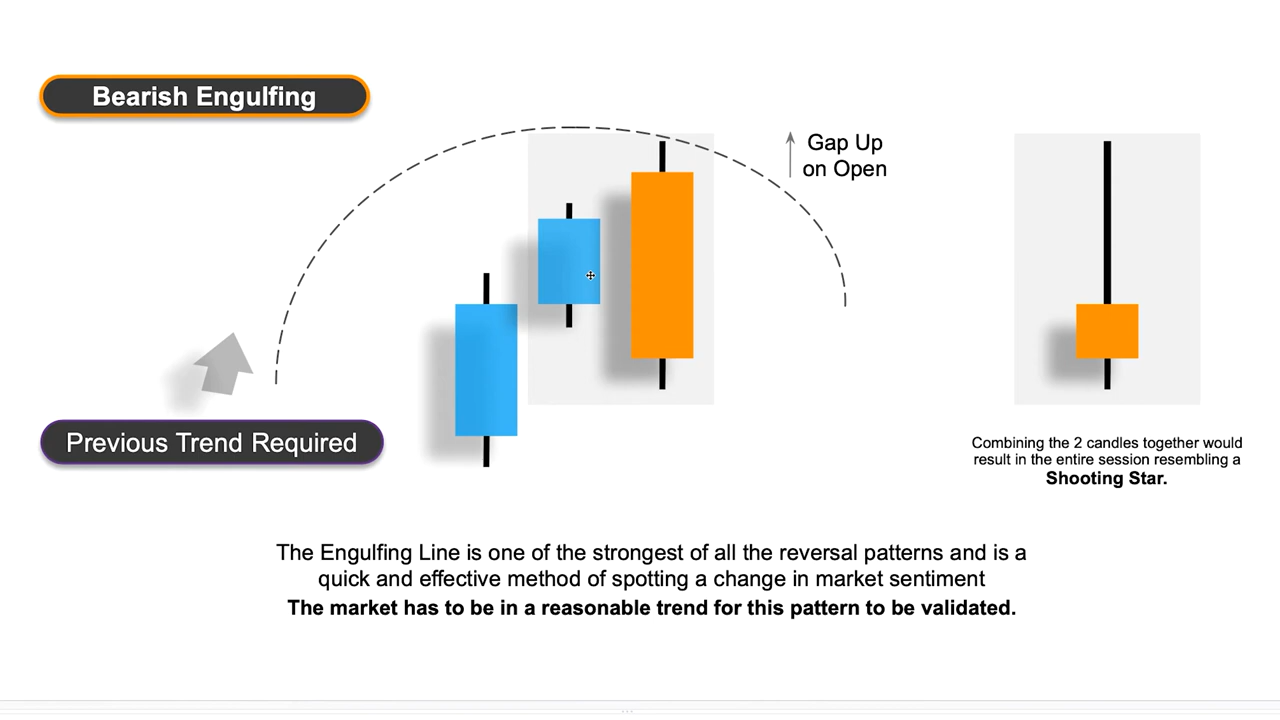 Bearish Engulfing
Gap Up
on Open
Previous Trend Required
Combining the 2 candles together would
result in the entire session resembling a
Shooting Star.
The Engulfing Line is one of the strongest of all the reversal patterns and is a
quick and effective method of spotting a change in market sentiment
The market has to be in a reasonable trend for this pattern to be validated.